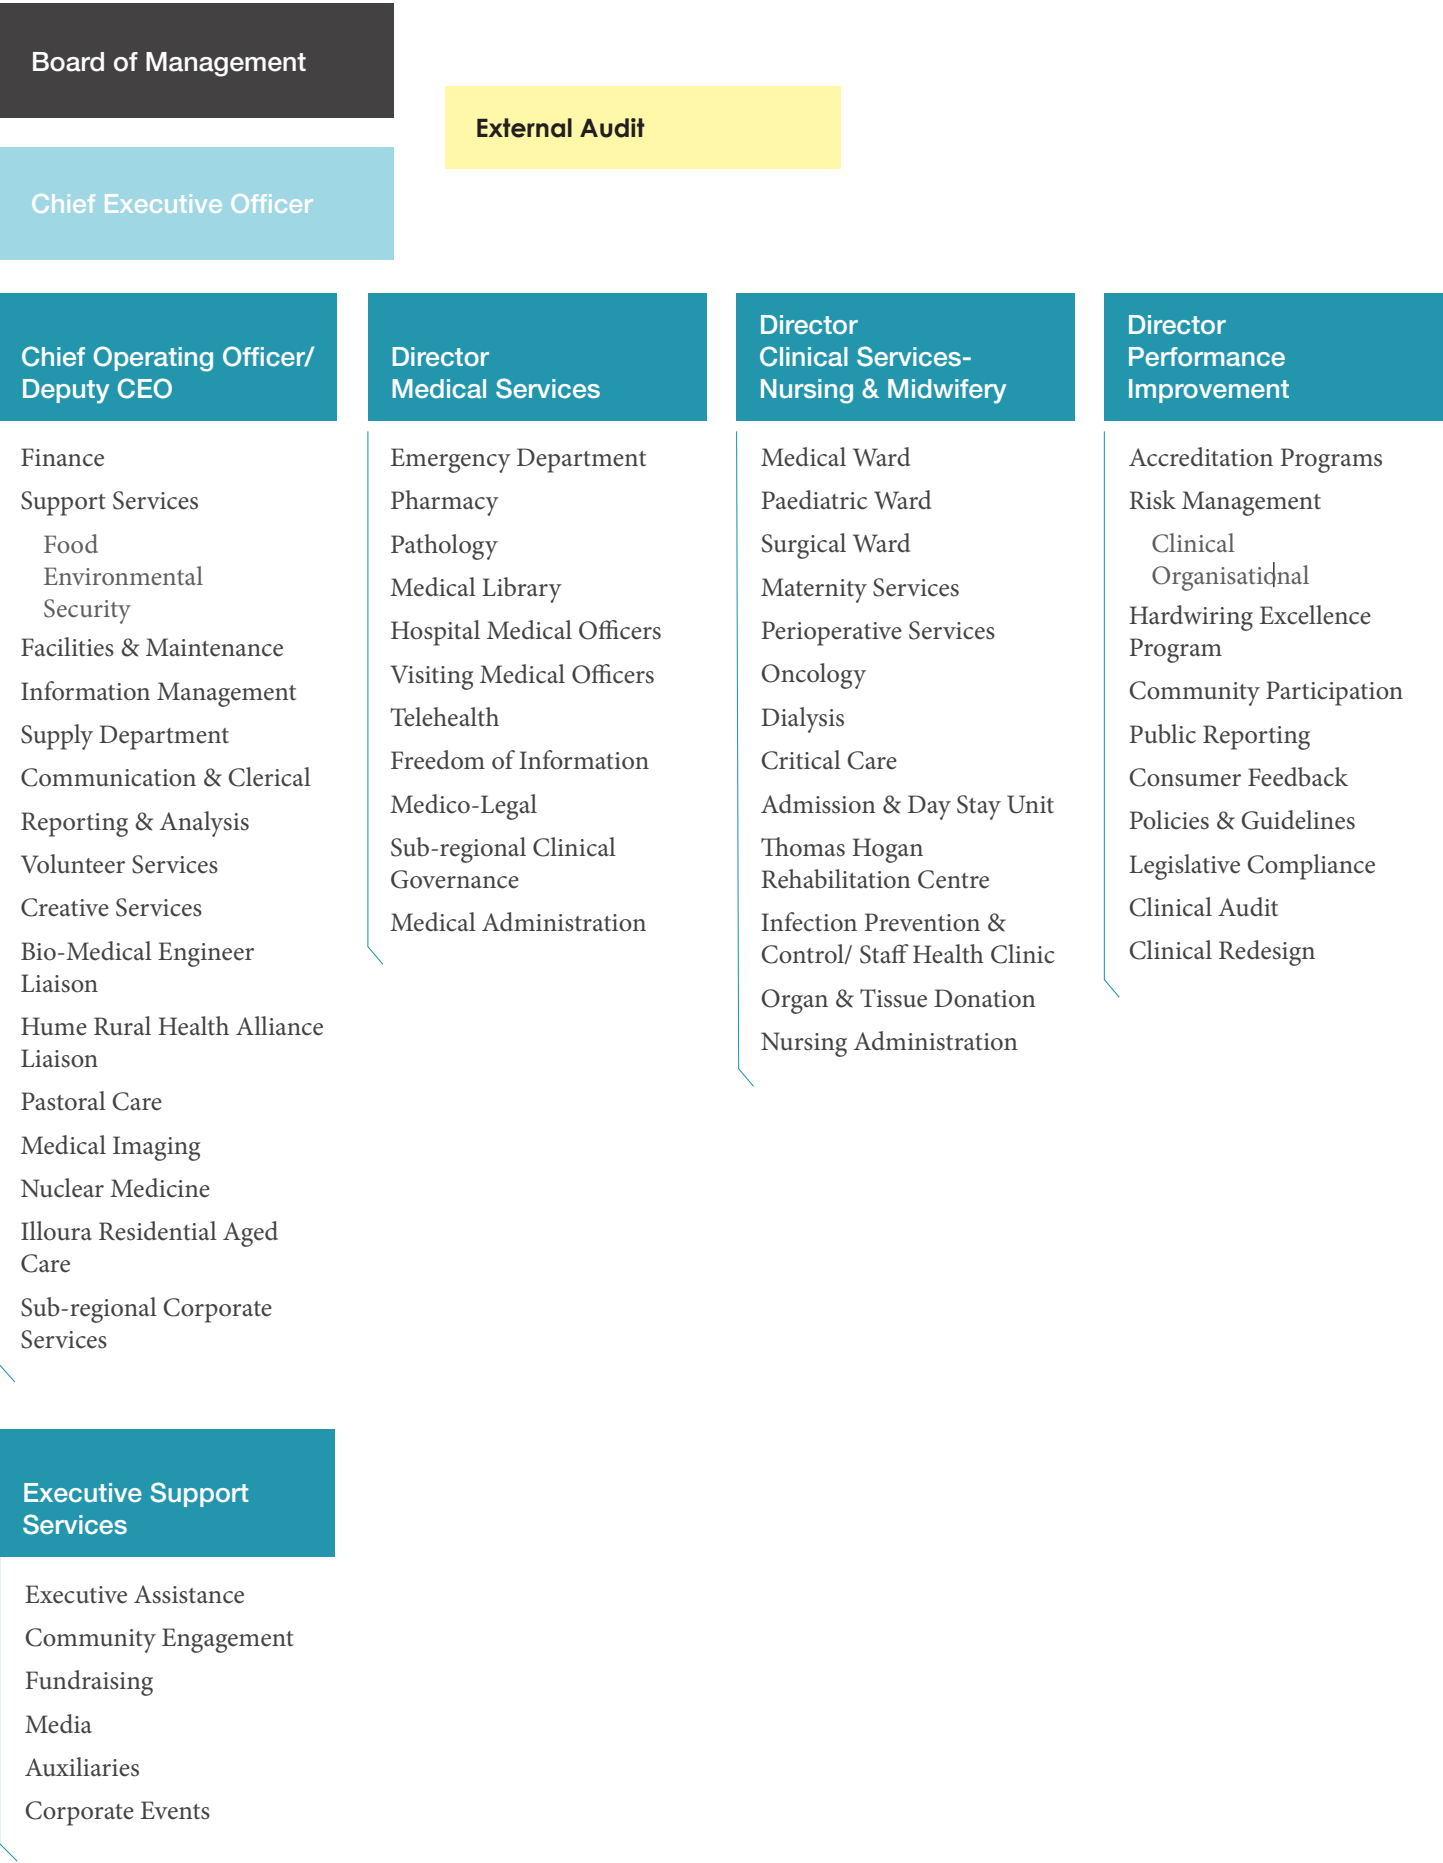 Board of Management
External Audit
Chief Executive Officer
Chief Operating Officer/
Deputy CEO
Finance
Support Services
Food
Environmental
Security
Facilities & Maintenance
Information Management
Supply Department
Communication & Clerical
Reporting & Analysis
Volunteer Services
Creative Services
Bio-Medical Engineer
Liaison
Hume Rural Health Alliance
Liaison
Pastoral Care
Medical Imaging
Nuclear Medicine
Illoura Residential Aged
Care
Sub-regional Corporate
Services
Director
Medical Services
Emergency Department
Pharmacy
Pathology
Medical Library
Hospital Medical Officers
Visiting Medical Officers
Telehealth
Freedom of Information
Medico-Legal
Sub-regional Clinical
Governance
Medical Administration
Director
Clinical Services-
Nursing & Midwifery
Medical Ward
Paediatric Ward
Surgical Ward
Maternity Services
Perioperative Services
Oncology
Dialysis
Critical Care
Admission & Day Stay Unit
Thomas Hogan
Rehabilitation Centre
Infection Prevention &
Control/ Staff Health Clinic
Organ & Tissue Donation
Nursing Administration
Director
Performance
Improvement
Accreditation Programs
Risk Management
Clinical
Organisational
Hardwiring Excellence
Program
Community Participation
Public Reporting
Consumer Feedback
Policies & Guidelines
Legislative Compliance
Clinical Audit
Clinical Redesign
Executive Support
Services
Executive Assistance
Community Engagement
Fundraising
Media
Auxiliaries
Corporate Events